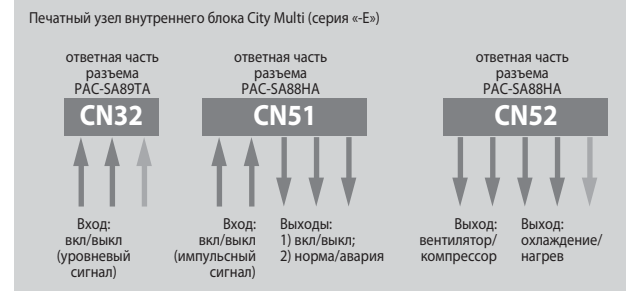 Печатный узел внутреннего блока City Multi (серия «-E»)
ответная часть
разъема
PAC-SA89TA
CN32
Вход:
вкл/выкл
(уровневый
сигнал)
ответная часть
разъема
PAC-SA88HA
CN51
Вход:
вкл/выкл
(импульсный
сигнал)
Выходы:
1) вкл/выкл;
2) норма/авария
ответная часть
разъема
PAC-SA88HA
CN52
Выход:
вентилятор/
компрессор
Выход:
охлаждение/
нагрев